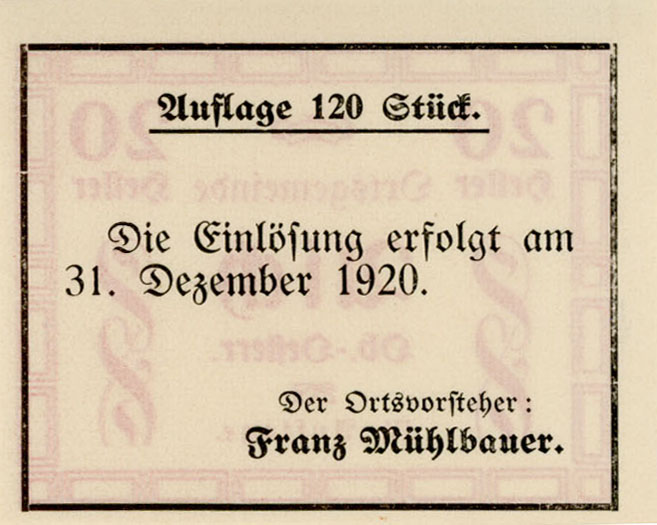 Auflage 120 Stück.
Die Einlösung erfolgt am
31. Dezember 1920.
Der Ortsvorsteher:
Franz Mühlbauer.